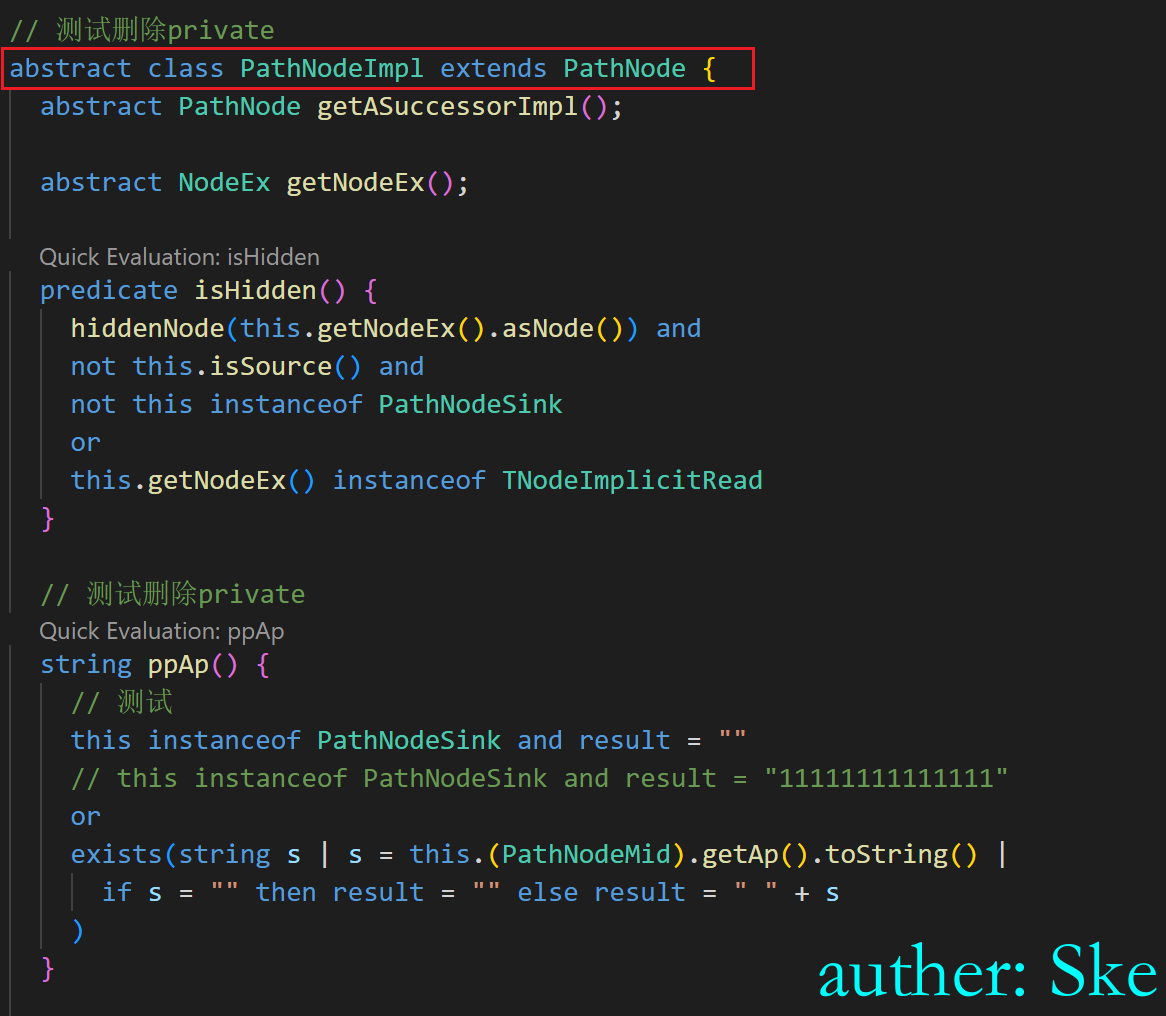 // 测试删除private
abstract class PathNodeImpl extends PathNode {
abstract PathNode getASuccessorImpl();
abstract NodeEx getNodeEx();
Quick Evaluation: isHidden
predicate isHidden() {
hiddenNode(this.getNodeEx().asNode()) and
not this.isSource() and
not this instanceof PathNodeSink
or
this.getNodeEx() instanceof TNodeImplicitRead
}
// 测试删除private
Quick Evaluation: ppAp
string ppAp() {
// 测试
this instanceof PathNodeSink and result = ""
// this instanceof PathNodeSink and result = "11111111111111"
or
exists(string s | s = this.(PathNodeMid).getAp().toString() |
if s = "" then result = "" else result = " " + s
)
}
auther: Ske